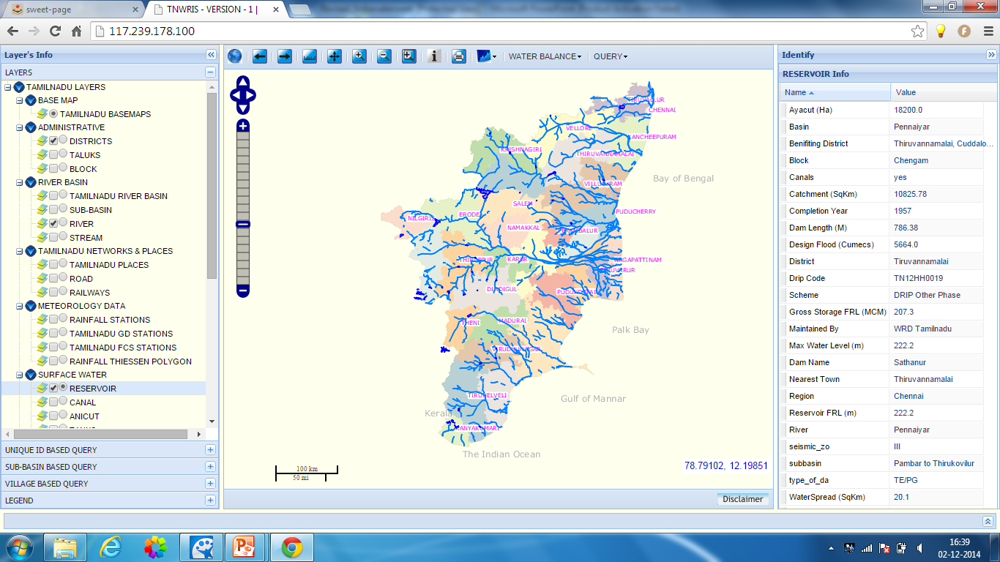 sweet-page
TNWRIS - VERSION - 1 |
117.239.178.100
Layer's Info
LAYERS
TAMILNADU LAYERS
BASE MAP
TAMILNADU BASEMAPS
ADMINISTRATIVE
DISTRICTS
TALUKS
BLOCK
RIVER BASIN
TAMILNADU RIVER BASIN
SUB-BASIN
RIVER
STREAM
TAMILNADU NETWORKS & PLACES
TAMILNADU PLACES
ROAD
RAILWAYS
METEOROLOGY DATA
RAINFALL STATIONS
TAMILNADU GD STATIONS
TAMILNADU FCS STATIONS
RAINFALL THIESSEN POLYGON
SURFACE WATER
RESERVOIR
CANAL
ANICUT
UNIQUE ID BASED QUERY
SUB-BASIN BASED QUERY
VILLAGE BASED QUERY
LEGEND
WATER BALANCE
QUERY
TIRUVALLUR
CHENNAI
VELLORE
KANCHEEPURAM
KRISHNAGIRI
THIRUVANNAMALAI
Bay of Bengal
VILLUPURAM
SALEM
PUDUCHERRY
ERODE
NILGIRIS
NAMAKKAL
KARUR
NAGAPATTINAM
DINDIGUL
THENI
MADURAI
Palk Bay
VIRUDHUNAGAR
TIRUNELVELI
Gulf of Mannar
Kerala
KANYAKUMARI
The Indian Ocean
100 km
50 mi
78.79102, 12.19851
Disclaimer
Identify
RESERVOIR Info
Name Value
Ayacut (Ha) 18200.0
Basin Pennaiyar
Benifiting District Thiruvannamalai, Cuddalo...
Block Chengam
Canals yes
Catchment (SqKm) 10825.78
Completion Year 1957
Dam Length (M) 786.38
Design Flood (Cumecs) 5664.0
District Tiruvannamalai
Drip Code TN12HH0019
Scheme DRIP Other Phase
Gross Storage FRL (MCM) 207.3
Maintained By WRD Tamilnadu
Max Water Level (m) 222.2
Dam Name Sathanur
Nearest Town Thiruvannamalai
Region Chennai
Reservoir FRL (m) 222.2
River Pennaiyar
seismic_zo III
subbasin Pambar to Thirukovilur
type_of_da TE/PG
WaterSpread (SqKm) 20.1
16:39
02-12-2014